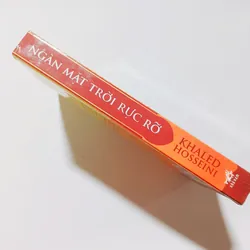 NGÀN MẶT TRỜI RỰC RỠ
KHALED
HOSSEINI